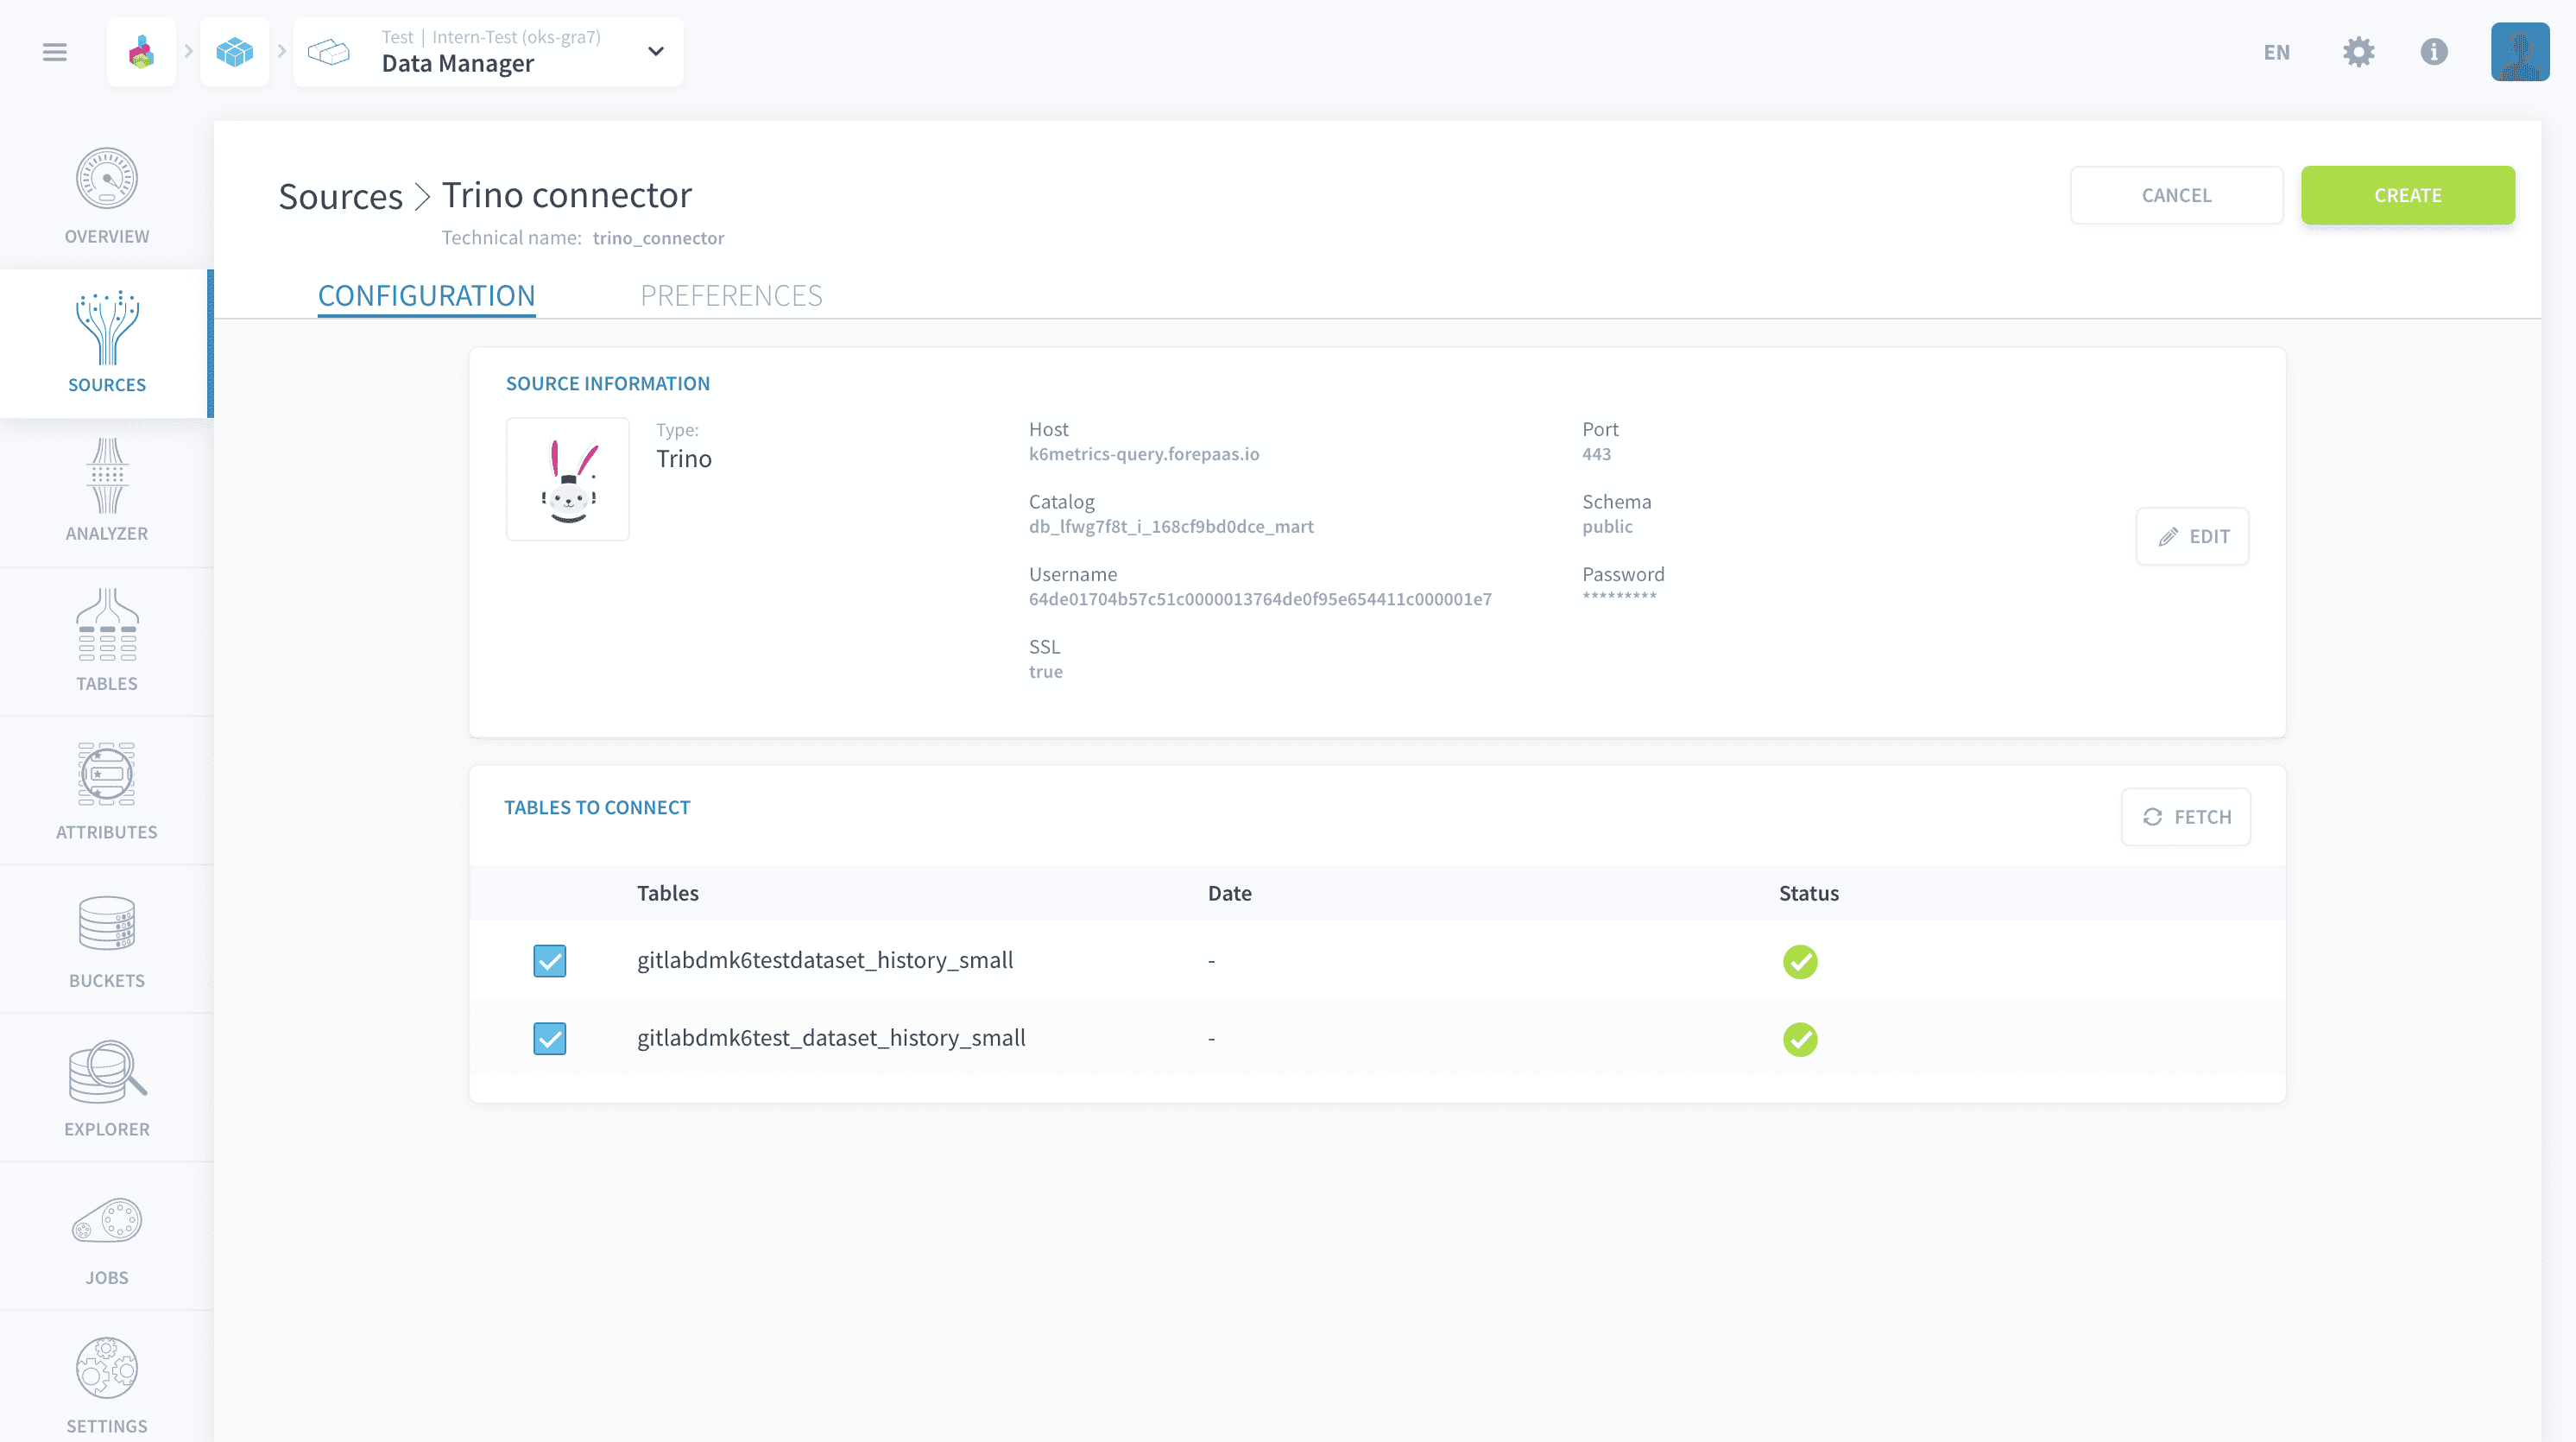 Test | Intern-Test (oks-gra7)
Data Manager
EN
OVERVIEW
SOURCES
ANALYZER
TABLES
ATTRIBUTES
BUCKETS
EXPLORER
JOBS
SETTINGS
Sources > Trino connector
Technical name: trino_connector
CANCEL
CREATE
CONFIGURATION
PREFERENCES
SOURCE INFORMATION
Type:
Trino
Host
k6metrics-query.forepaas.io
Port
443
Catalog
db_lfwg7f8t_i_168cf9bd0dce_mart
Schema
public
Username
64de01704b57c51c0000013764de0f95e654411c000001e7
Password
*********
SSL
true
EDIT
TABLES TO CONNECT
FETCH
Tables Date Status
gitlabdmk6testdataset_history_small -
gitlabdmk6test_dataset_history_small -